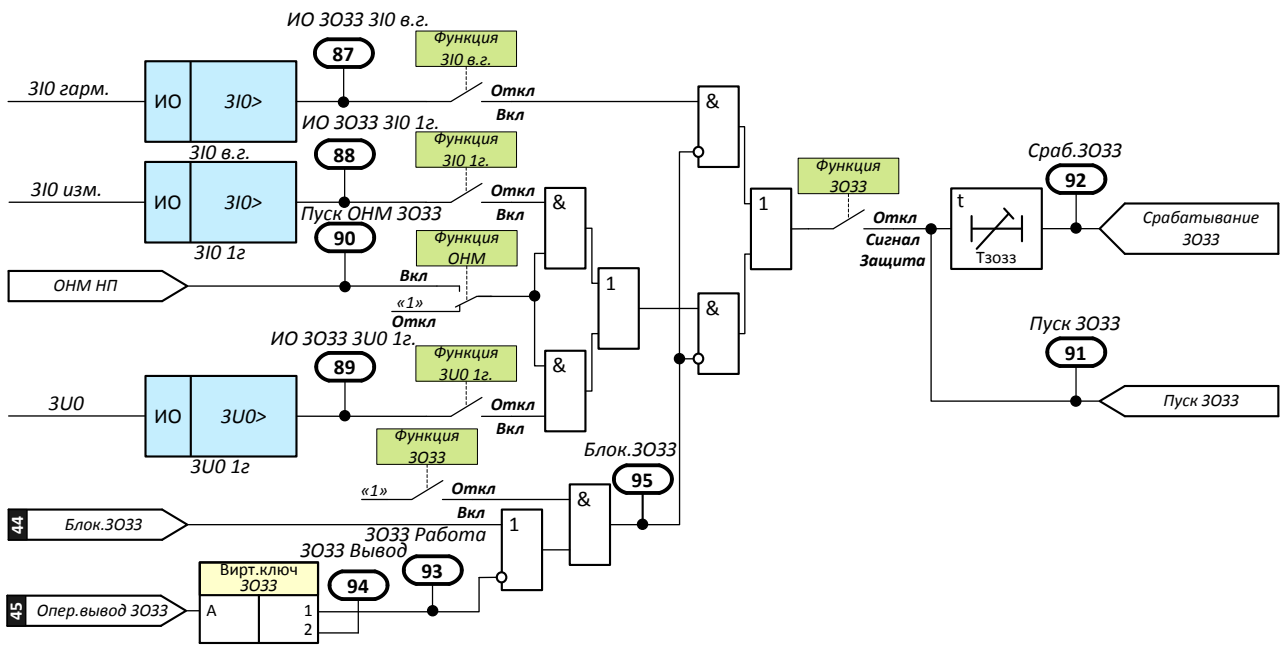 ИО ЗОЗЗ 3I0 в.г.
87
Функция
3I0 в.г.
3I0 гарм.
ИО
3I0>
Откл
Вкл
&
3I0 в.г.
ИО ЗОЗЗ 3I0 1г.
88
Функция
3I0 1г.
3I0 изм.
ИО
3I0>
Откл
Вкл
&
3I0 1г
Пуск ОНМ ЗОЗЗ
90
Функция
ОНМ
ОНМ НП
Вкл
«1»
Откл
1
&
1
Функция
ЗОЗЗ
Откл
Сигнал
Защита
t
Тзозз
Сраб.ЗОЗЗ
92
Срабатывание
ЗОЗЗ
Пуск ЗОЗЗ
91
Пуск ЗОЗЗ
ИО ЗОЗЗ 3U0 1г.
89
Функция
3U0 1г.
&
3U0
ИО
3U0>
Откл
Вкл
3U0 1г
Функция
ЗОЗЗ
«1»
Откл
Вкл
&
Блок.ЗОЗЗ
95
44
Блок.ЗОЗЗ
1
ЗОЗЗ Работа
93
ЗОЗЗ Вывод
94
Вирт.ключ
ЗОЗЗ
45
Опер.вывод ЗОЗЗ
A
1
2